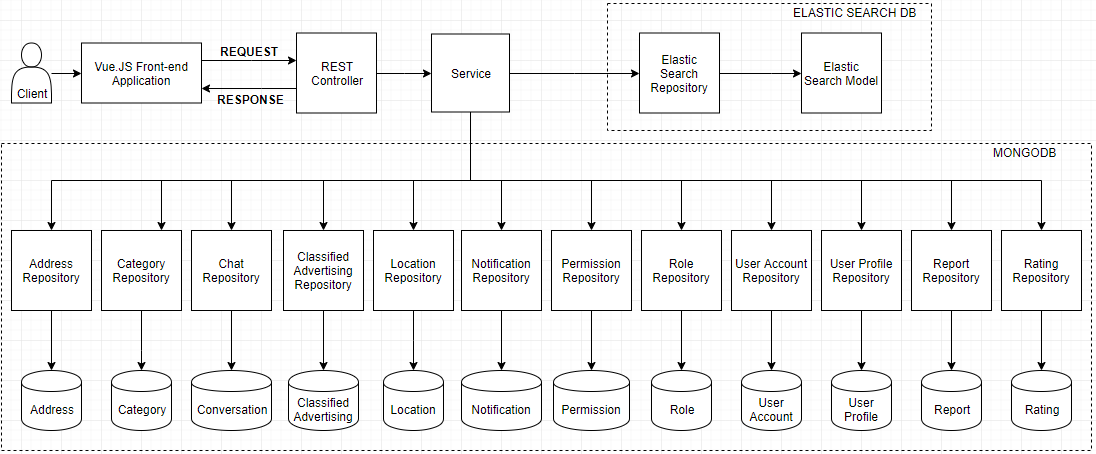 ELASTIC SEARCH DB
Client
Vue.JS Front-end
Application
REQUEST
RESPONSE
REST
Controller
Service
Elastic
Search
Repository
Elastic
Search Model
MONGODB
Address
Repository
Category
Repository
Chat
Repository
Classified
Advertising
Repository
Location
Repository
Notification
Repository
Permission
Repository
Role
Repository
User Account
Repository
User Profile
Repository
Report
Repository
Rating
Repository
Address
Category
Conversation
Classified
Advertising
Location
Notification
Permission
Role
User
Account
User
Profile
Report
Rating